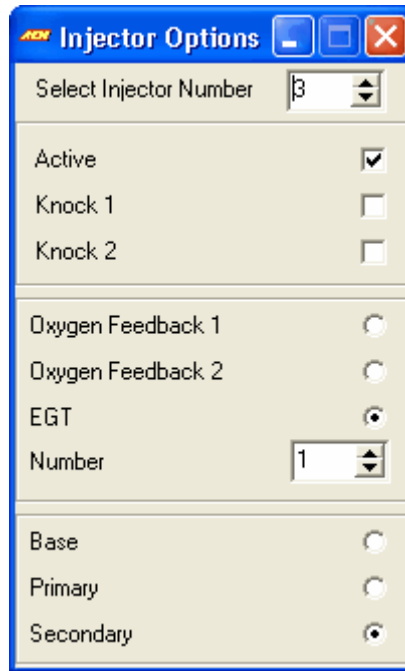 AEM Injector Options
Select Injector Number 3
Active
Knock 1
Knock 2
Oxygen Feedback 1
Oxygen Feedback 2
EGT
Number 1
Base
Primary
Secondary